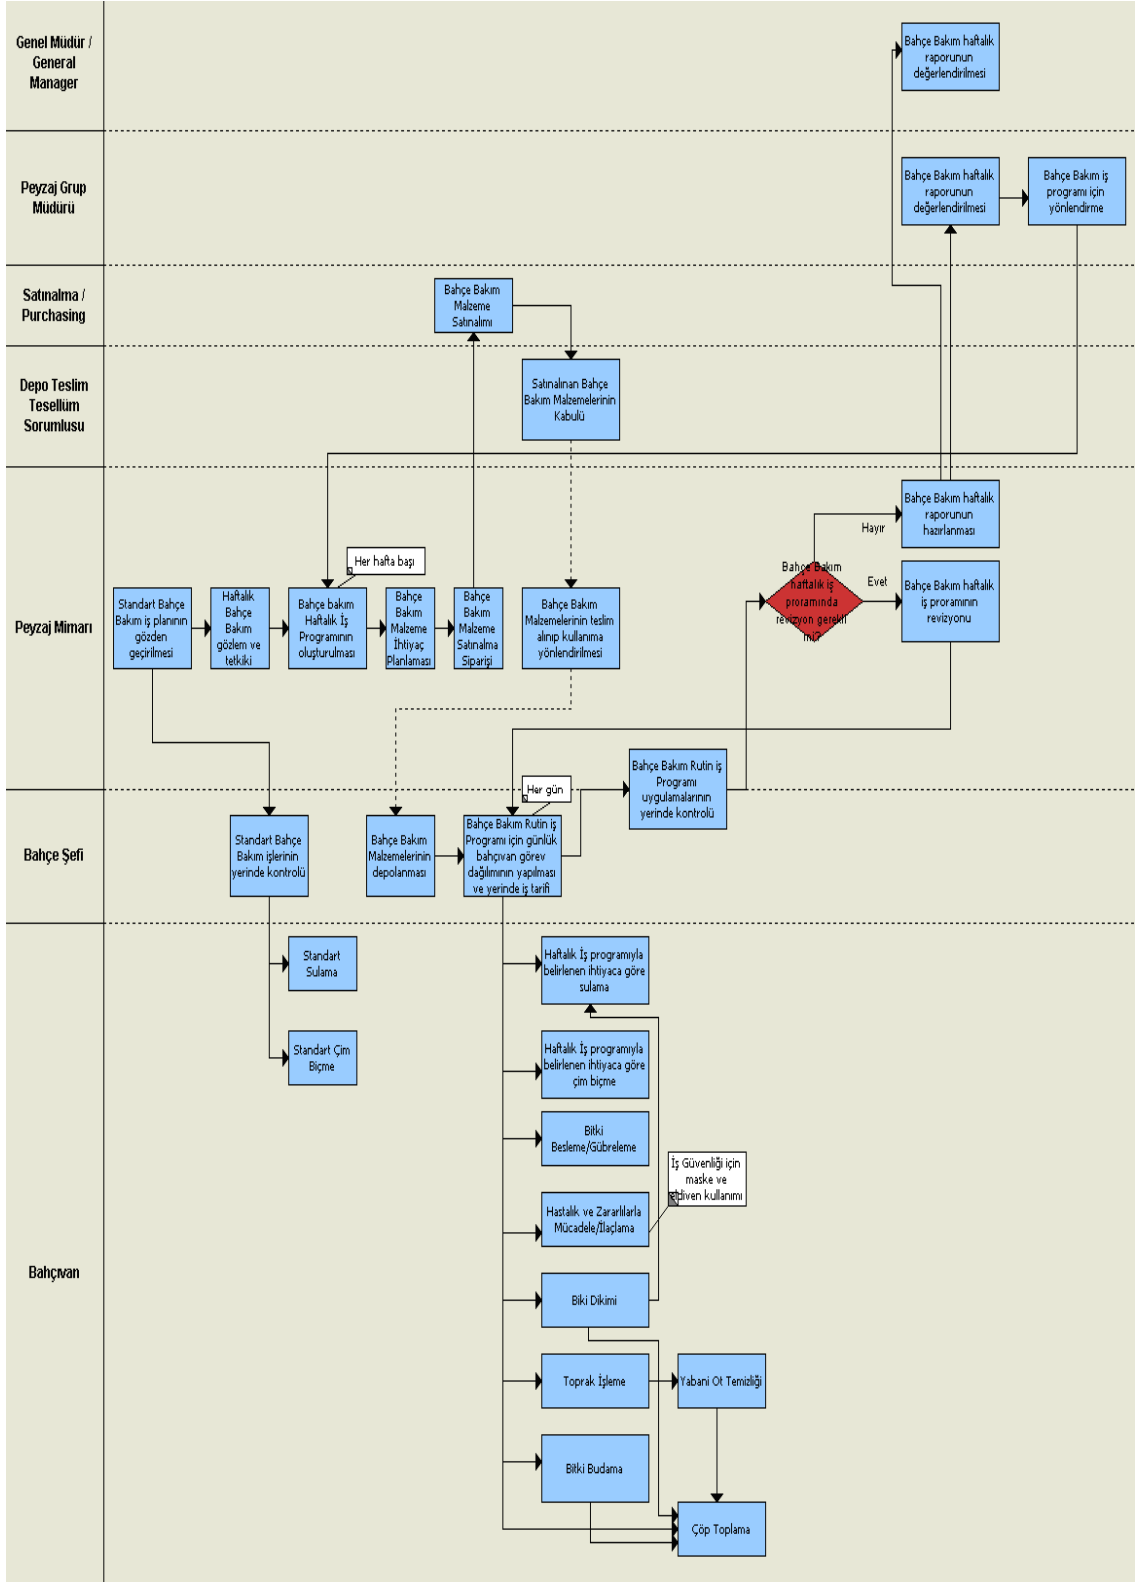 Genel Müdür /
General
Manager
Bahçe Bakım haftalık
raporunun
değerlendirilmesi
Peyzaj Grup
Müdürü
Bahçe Bakım haftalık
raporunun
değerlendirilmesi
Bahçe Bakım iş
programı için
yönlendirme
Satınalma /
Purchasing
Bahçe Bakım
Malzeme
Satınalımı
Depo Teslim
Tesellüm
Sorumlusu
Satınalınan Bahçe
Bakım Malzemelerinin
Kabulü
Peyzaj Mimarı
Standart Bahçe
Bakım iş planının
gözden
geçirilmesi
Haftalık
Bahçe
Bakım
gözlem ve
tetkiki
Her hafta başı
Bahçe bakım
Haftalık İş
Programının
oluşturulması
Bahçe
Bakım
Malzeme
İhtiyaç
Planlaması
Bahçe
Bakım
Malzeme
Satınalma
Siparişi
Bahçe Bakım
Malzemelerinin teslim
alınıp kullanıma
yönlendirilmesi
Bahçe Bakım
haftalık iş
proramında
revizyon gerekli
mi?
Hayır
Evet
Bahçe Bakım haftalık
raporunun
hazırlanması
Bahçe Bakım haftalık
iş proramının
revizyonu
Bahçe Şefi
Standart Bahçe
Bakım işlerinin
yerinde kontrolü
Bahçe Bakım
Malzemelerinin
depolanması
Her gün
Bahçe Bakım Rutin iş
Programı için günlük
bahçıvan görev
dağılımının yapılması
ve yerinde iş tarifi
Bahçe Bakım Rutin iş
Programı
uygulamalarının
yerinde kontrolü
Bahçıvan
Standart
Sulama
Standart Çim
Biçme
Haftalık İş programıyla
belirlenen ihtiyaca göre
sulama
Haftalık İş programıyla
belirlenen ihtiyaca göre
çim biçme
Bitki
Besleme/Gübreleme
İş Güvenliği için
maske ve
eldiven kullanımı
Hastalık ve Zararlılarla
Mücadele/İlaçlama
Biki Dikimi
Toprak İşleme
Yabani Ot Temizliği
Bitki Budama
Çöp Toplama